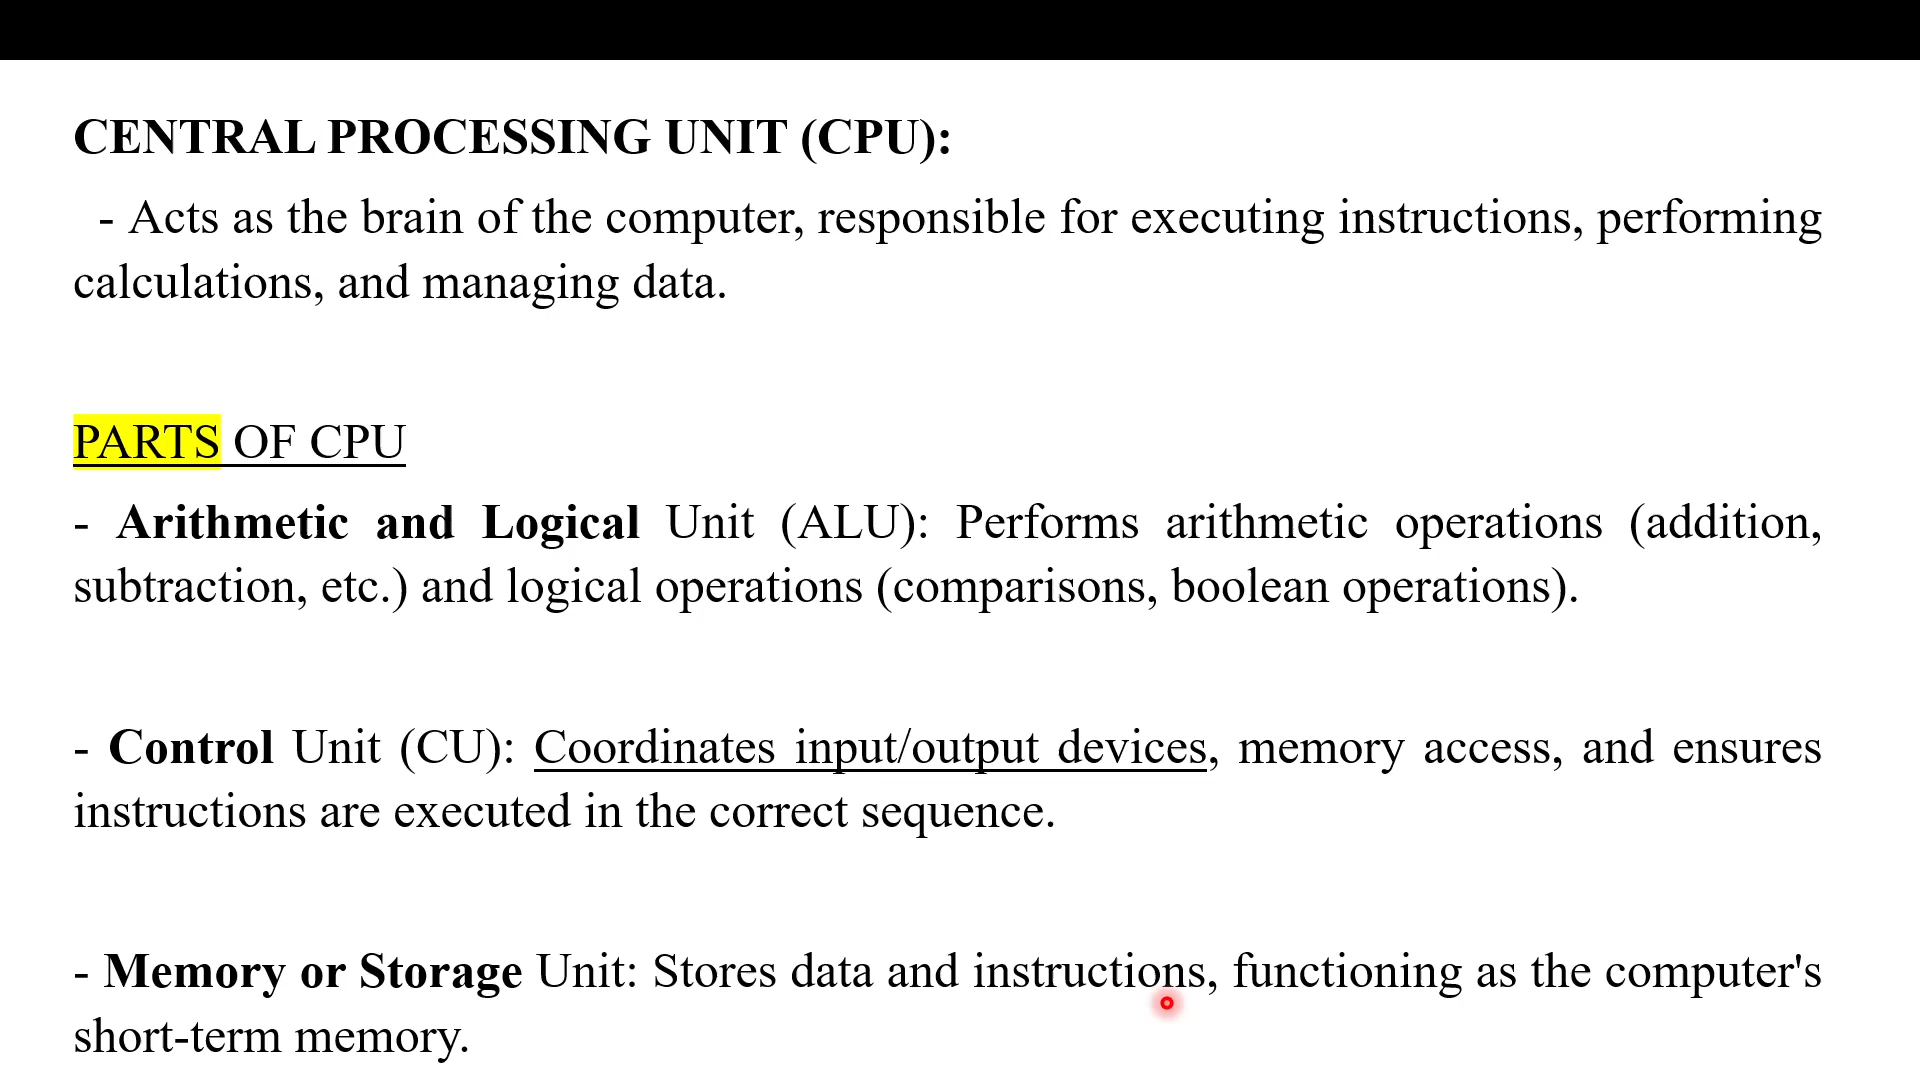 CENTRAL PROCESSING UNIT (CPU):
- Acts as the brain of the computer, responsible for executing instructions, performing
calculations, and managing data.
PARTS OF CPU
- Arithmetic and Logical Unit (ALU): Performs arithmetic operations (addition,
subtraction, etc.) and logical operations (comparisons, boolean operations).
- Control Unit (CU): Coordinates input/output devices, memory access, and ensures
instructions are executed in the correct sequence.
- Memory or Storage Unit: Stores data and instructions, functioning as the computer's
short-term memory.